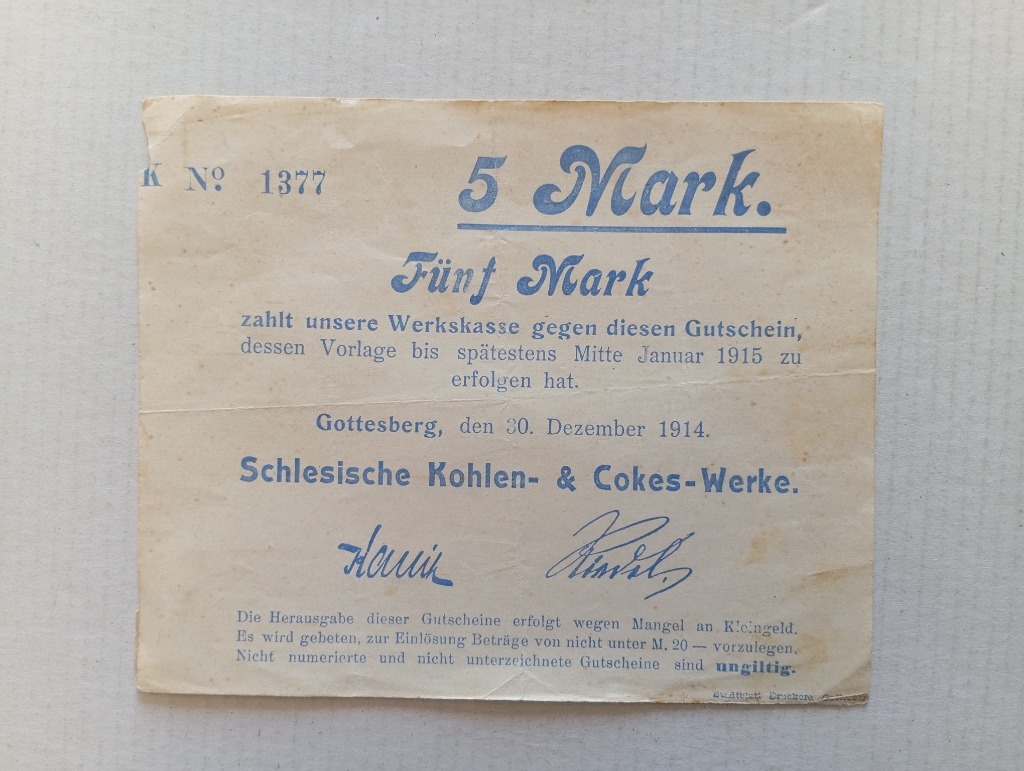 K No 1377
5 Mark.
Fünf Mark
zahlt unsere Werkskasse gegen diesen Gutschein,
dessen Vorlage bis spätestens Mitte Januar 1915 zu
erfolgen hat.
Gottesberg, den 30. Dezember 1914.
Schlesische Kohlen- & Cokes-Werke.
Die Herausgabe dieser Gutscheine erfolgt wegen Mangel an Kleingeld.
Es wird gebeten, zur Einlösung Beträge von nicht unter M. 20 — vorzulegen.
Nicht numerierte und nicht unterzeichnete Gutscheine sind ungiltig.
Stadtblatt